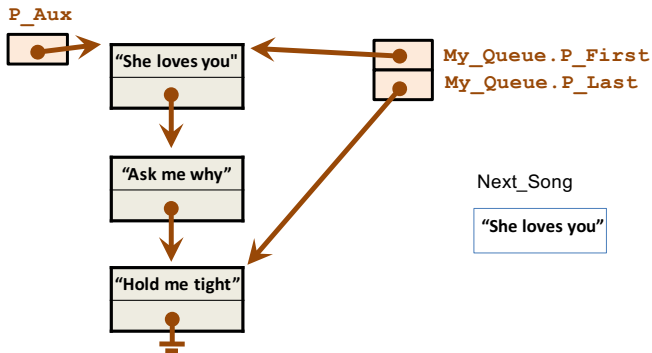 P_Aux
“She loves you"
My_Queue.P_First
My_Queue.P_Last
“Ask me why”
Next_Song
“She loves you”
“Hold me tight”